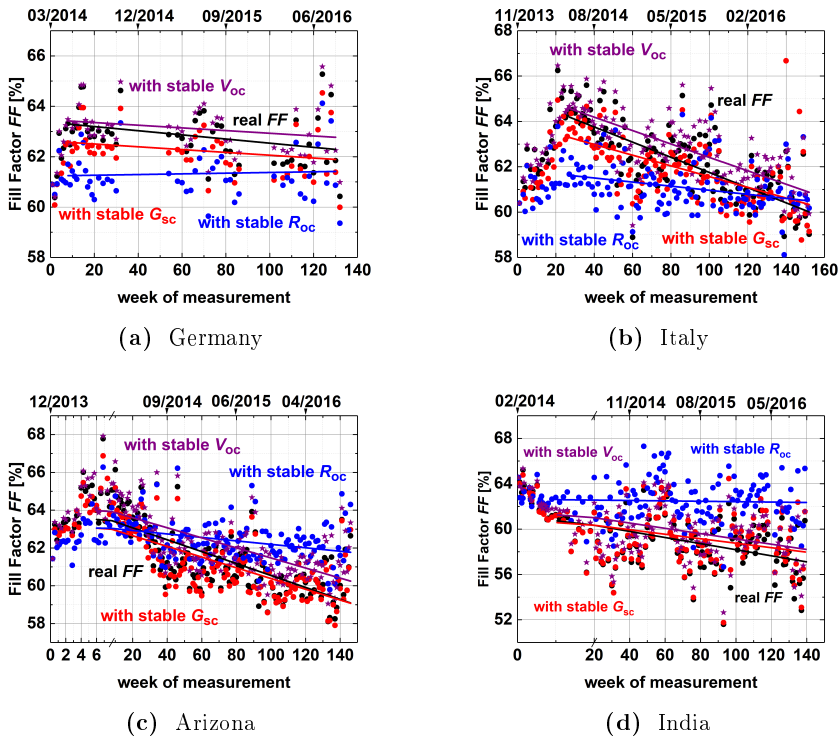 03/2014 12/2014 09/2015 06/2016
Fill Factor FF [%]
66
64
62
60
58
with stable Voc
real FF
with stable Gsc
with stable Roc
0 20 40 60 80 100 120 140
week of measurement
(a) Germany
11/2013 08/2014 05/2015 02/2016
Fill Factor FF [%]
68
66
64
62
60
58
with stable Voc
real FF
with stable Roc
with stable Gsc
0 20 40 60 80 100 120 140 160
week of measurement
(b) Italy
12/2013 09/2014 06/2015 04/2016
Fill Factor FF [%]
68
66
64
62
60
58
with stable Voc
with stable Roc
real FF
with stable Gsc
0 2 4 6 20 40 60 80 100 120 140
week of measurement
(c) Arizona
02/2014 11/2014 08/2015 05/2016
Fill Factor FF [%]
68
64
60
56
52
with stable Voc
with stable Roc
with stable Gsc
real FF
0 20 40 60 80 100 120 140
week of measurement
(d) India